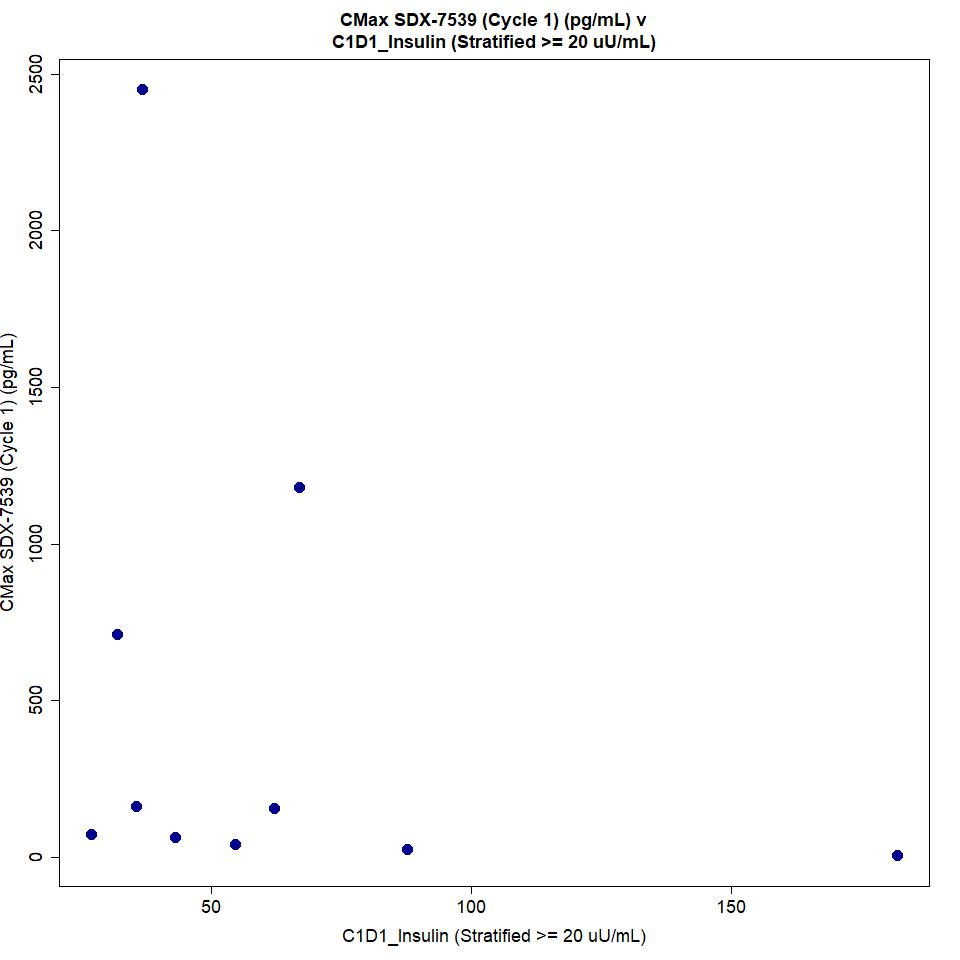 CMax SDX-7539 (Cycle 1) (pg/mL) v
C1D1_Insulin (Stratified >= 20 uU/mL)
2500
2000
1500
1000
500
0
CMax SDX-7539 (Cycle 1) (pg/mL)
50
100
150
C1D1_Insulin (Stratified >= 20 uU/mL)